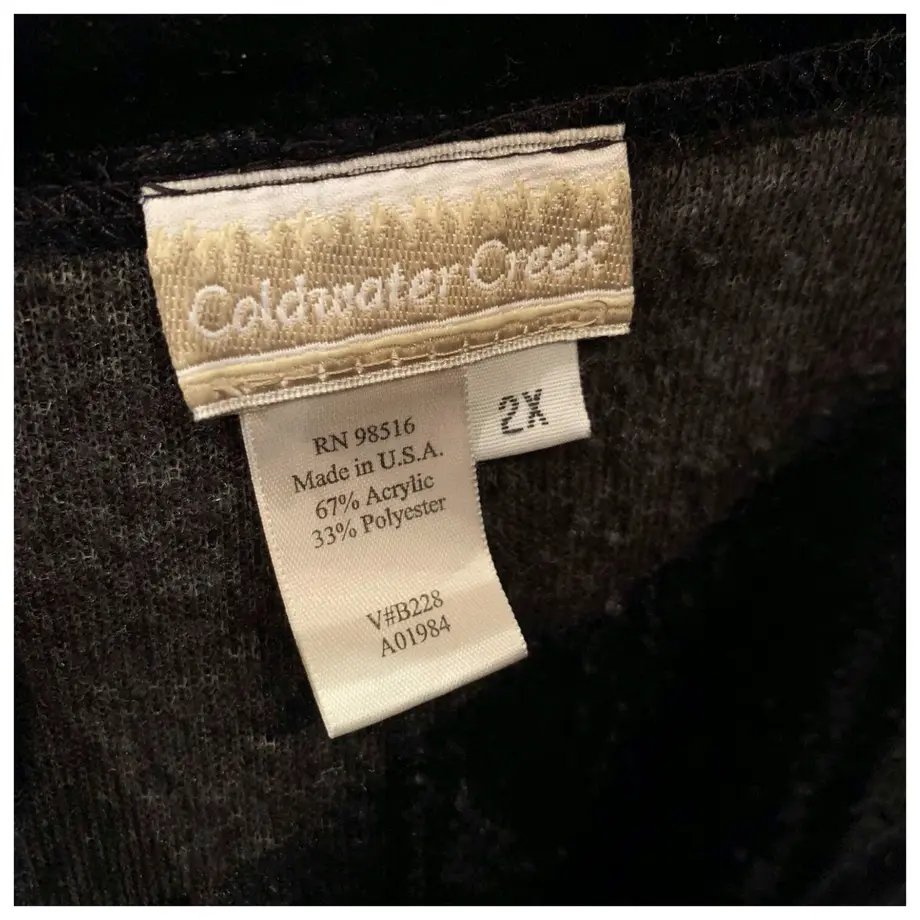 Coldwater Creek
2X
RN 98516
Made in U.S.A.
67% Acrylic
33% Polyester
V#B228
A01984